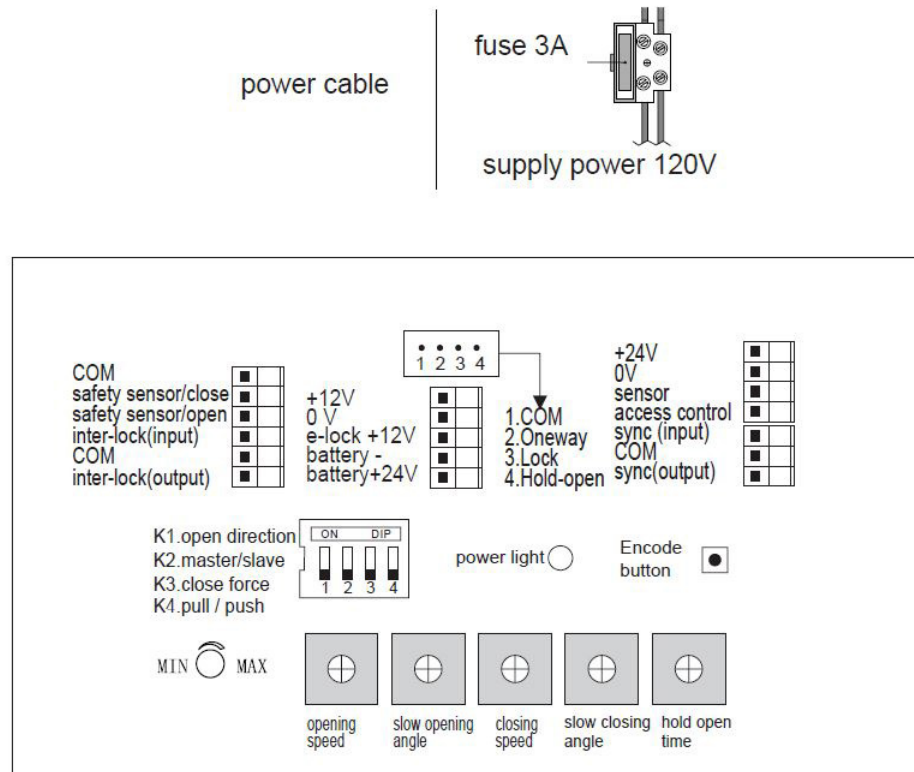 power cable
fuse 3A
supply power 120V
COM
safety sensor/close
safety sensor/open
inter-lock(input)
COM
inter-lock(output)
+12V
0 V
e-lock +12V
battery -
battery+24V
1 2 3 4
1.COM
2.Oneway
3.Lock
4.Hold-open
+24V
0V
sensor
access control
sync (input)
COM
sync(output)
K1.open direction
K2.master/slave
K3.close force
K4.pull / push
ON DIP
1 2 3 4
power light
Encode
button
MIN MAX
opening
speed
slow opening
angle
closing
speed
slow closing
angle
hold open
time